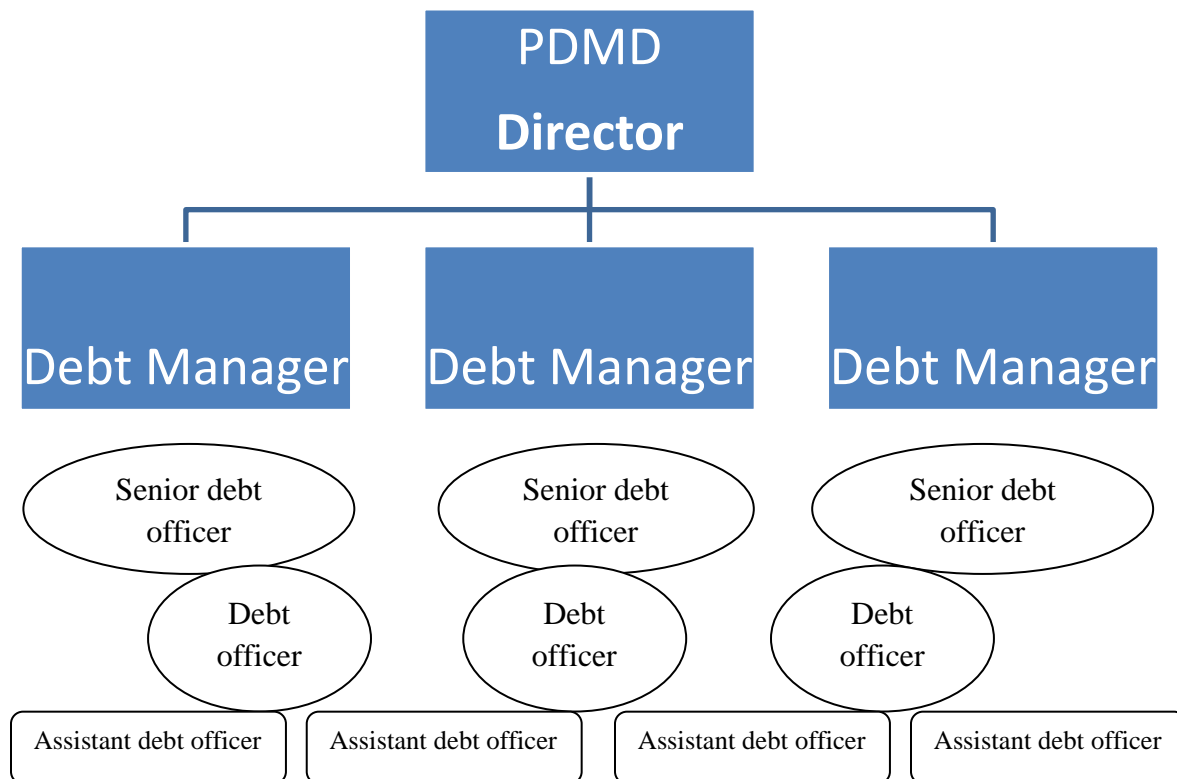 PDMD
Director
Debt Manager
Debt Manager
Debt Manager
Senior debt
officer
Senior debt
officer
Senior debt
officer
Debt
officer
Debt
officer
Debt
officer
Assistant debt officer
Assistant debt officer
Assistant debt officer
Assistant debt officer